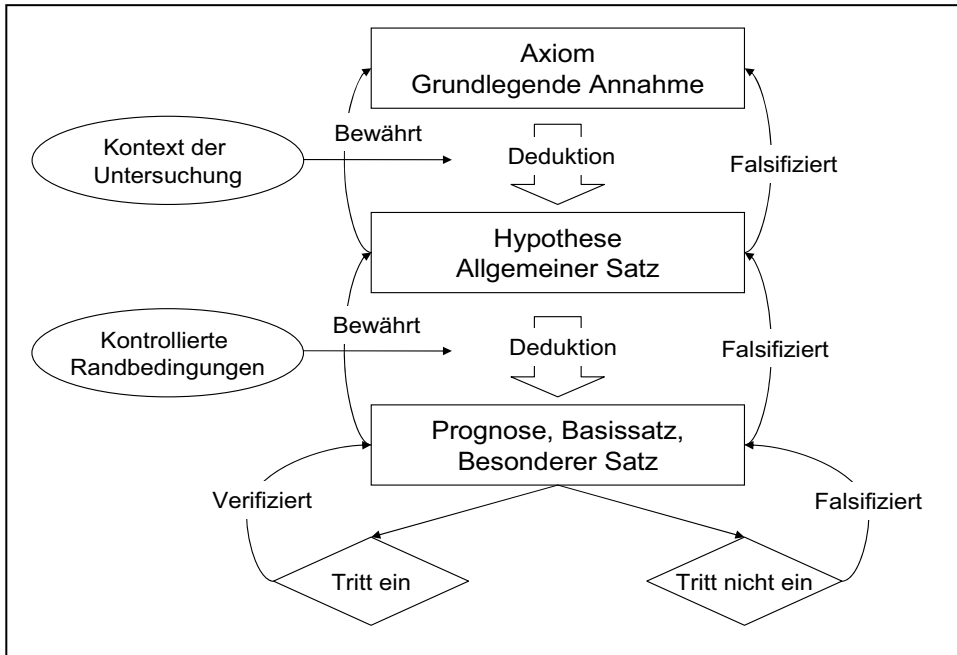 Axiom
Grundlegende Annahme
Bewährt
Kontext der
Untersuchung
Deduktion
Falsifiziert
Hypothese
Allgemeiner Satz
Bewährt
Kontrollierte
Randbedingungen
Deduktion
Falsifiziert
Prognose, Basissatz,
Besonderer Satz
Verifiziert
Falsifiziert
Tritt ein
Tritt nicht ein